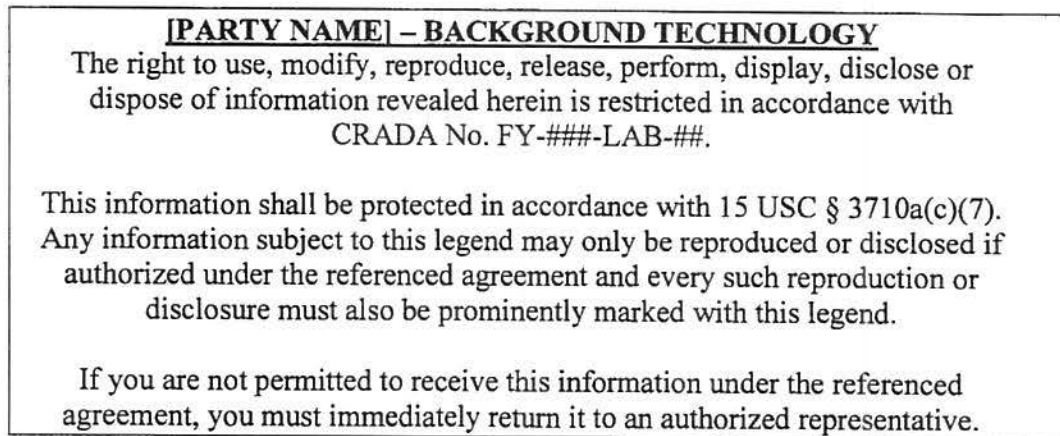 [PARTY NAME] – BACKGROUND TECHNOLOGY
The right to use, modify, reproduce, release, perform, display, disclose or
dispose of information revealed herein is restricted in accordance with
CRADA No. FY-###-LAB-##.
This information shall be protected in accordance with 15 USC § 3710a(c)(7).
Any information subject to this legend may only be reproduced or disclosed if
authorized under the referenced agreement and every such reproduction or
disclosure must also be prominently marked with this legend.
If you are not permitted to receive this information under the referenced
agreement, you must immediately return it to an authorized representative.